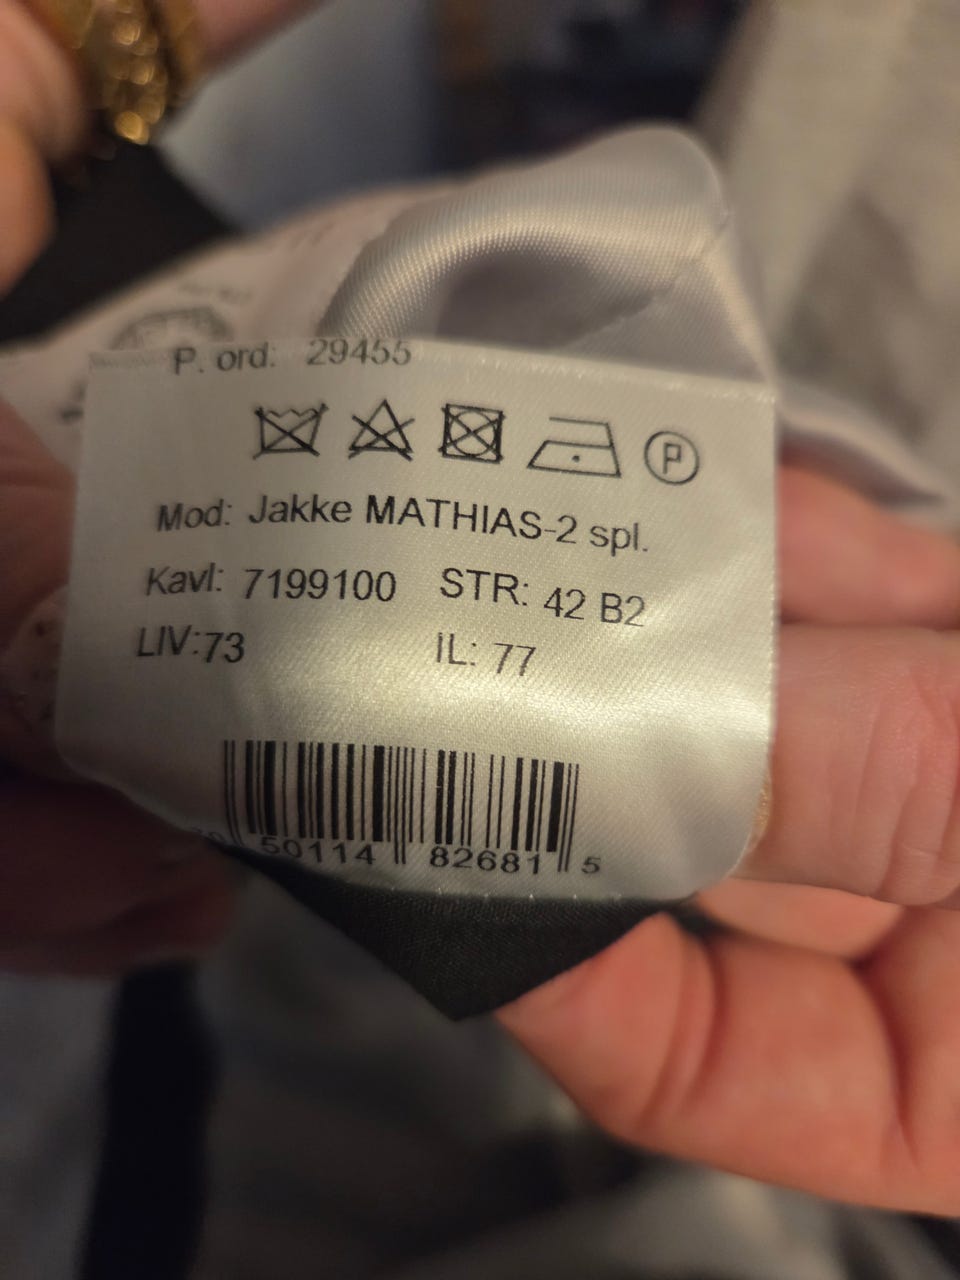 P. ord: 29455
P
Mod: Jakke MATHIAS-2 spl.
Kavl: 7199100 STR: 42 B2
LIV:73 IL: 77
50114 82681 5